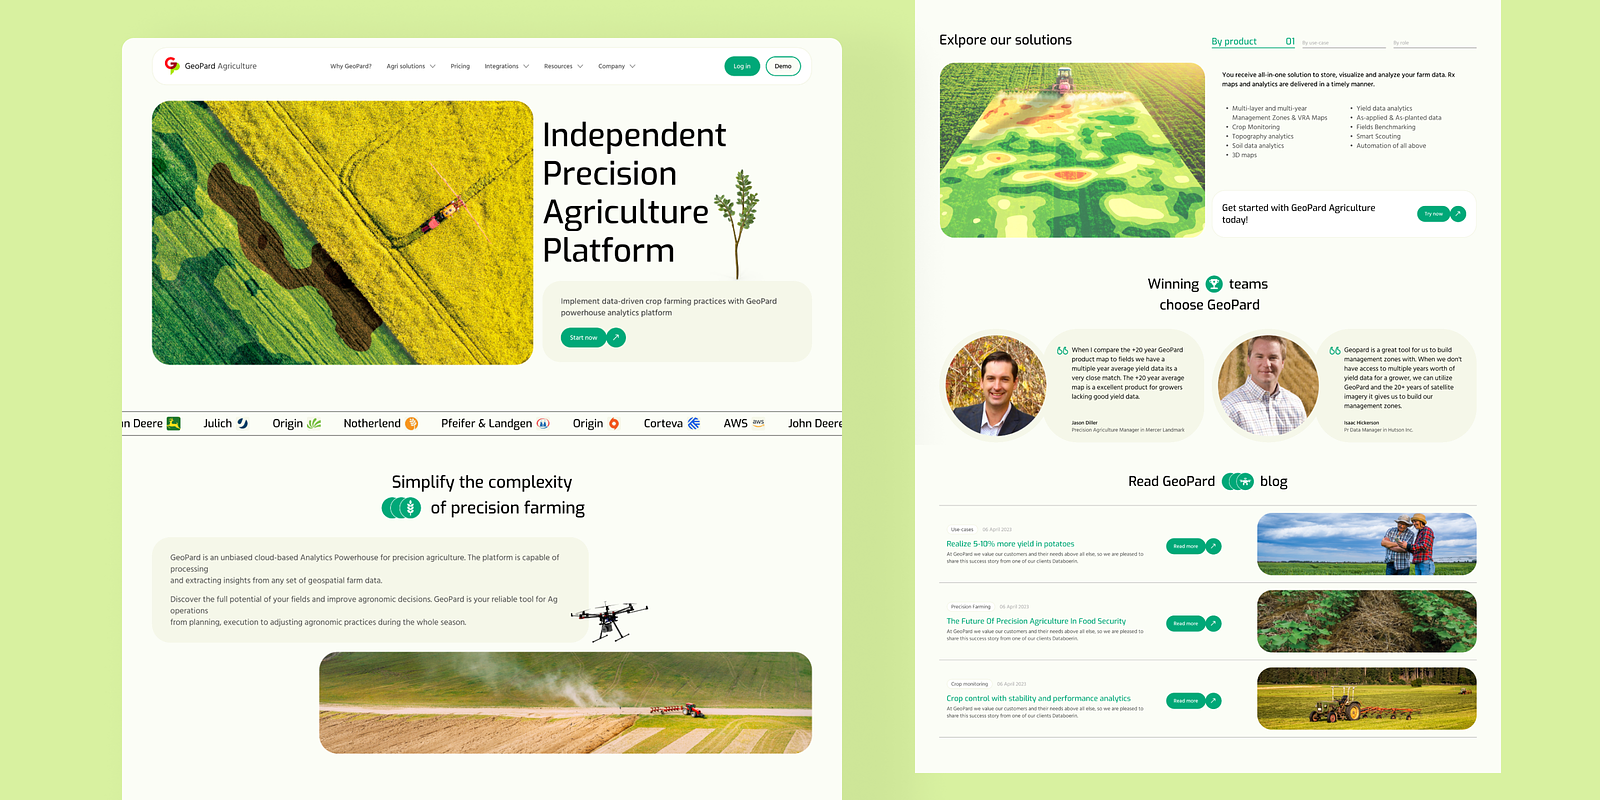 GeoPard Agriculture
Why GeoPard?
Agri solutions
Pricing
Integrations
Resources
Company
Log in
Demo
Independent
Precision
Agriculture
Platform
Implement data-driven crop farming practices with GeoPard
powerhouse analytics platform
Start now
n Deere
Julich
Origin
Notherlend
Pfeifer & Landgen
Origin
Corteva
AWS
aws
John Deere
Simplify the complexity
of precision farming
GeoPard is an unbiased cloud-based Analytics Powerhouse for precision agriculture. The platform is capable of
processing
and extracting insights from any set of geospatial farm data.
Discover the full potential of your fields and improve agronomic decisions. GeoPard is your reliable tool for Ag
operations
from planning, execution to adjusting agronomic practices during the whole season.
Exlpore our solutions
By product 01
By use-case
By role
You receive all-in-one solution to store, visualize and analyze your farm data. Rx
maps and analytics are delivered in a timely manner.
• Multi-layer and multi-year
Management Zones & VRA Maps
• Crop Monitoring
• Topography analytics
• Soil data analytics
• 3D maps
• Yield data analytics
• As-applied & As-planted data
• Fields Benchmarking
• Smart Scouting
• Automation of all above
Get started with GeoPard Agriculture
today!
Try now
Winning teams
choose GeoPard
When I compare the +20 year GeoPard
product map to fields we have a
multiple year average yield data its a
very close match. The +20 year average
map is a excellent product for growers
lacking good yield data.
Jason Diller
Precision Agriculture Manager in Mercer Landmark
Geopard is a great tool for us to build
management zones with. When we don't
have access to multiple years worth of
yield data for a grower, we can utilize
GeoPard and the 20+ years of satellite
imagery it gives us to build our
management zones.
Isaac Hickerson
Pr Data Manager in Hutson Inc.
Read GeoPard blog
Use cases
06 April 2023
Realize 5-10% more yield in potatoes
At GeoPard we value our customers and their needs above all else, so we are pleased to
share this success story from one of our clients Databoerin.
Read more
Precision Farming
06 April 2023
The Future Of Precision Agriculture In Food Security
At GeoPard we value our customers and their needs above all else, so we are pleased to
share this success story from one of our clients Databoerin.
Read more
Crop monitoring
06 April 2023
Crop control with stability and performance analytics
At GeoPard we value our customers and their needs above all else, so we are pleased to
share this success story from one of our clients Databoerin.
Read more